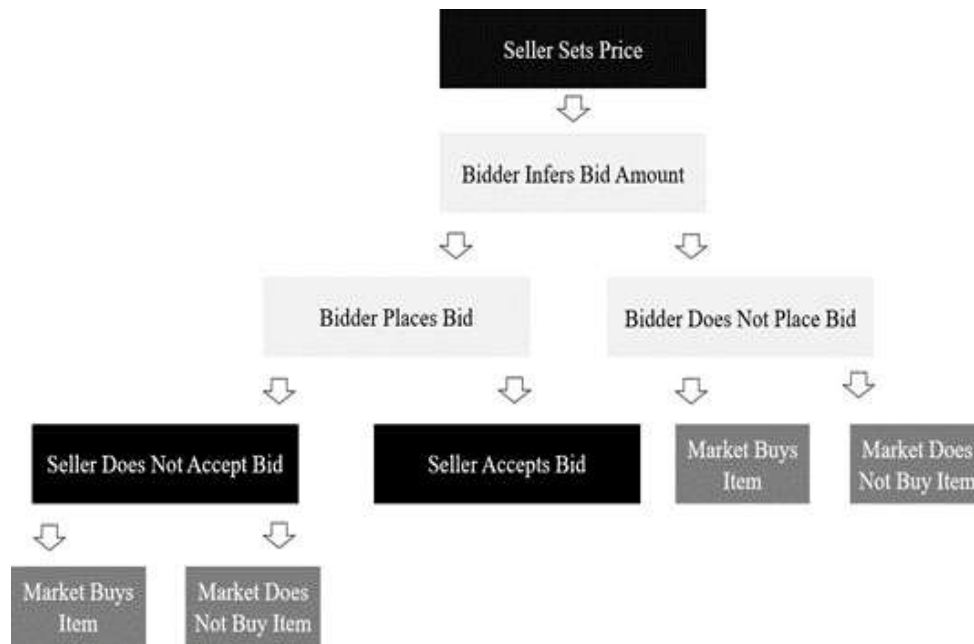 Seller Sets Price
Bidder Infers Bid Amount
Bidder Places Bid
Bidder Does Not Place Bid
Seller Does Not Accept Bid
Seller Accepts Bid
Market Buys
Item
Market Does
Not Buy Item
Market Buys
Item
Market Does
Not Buy Item